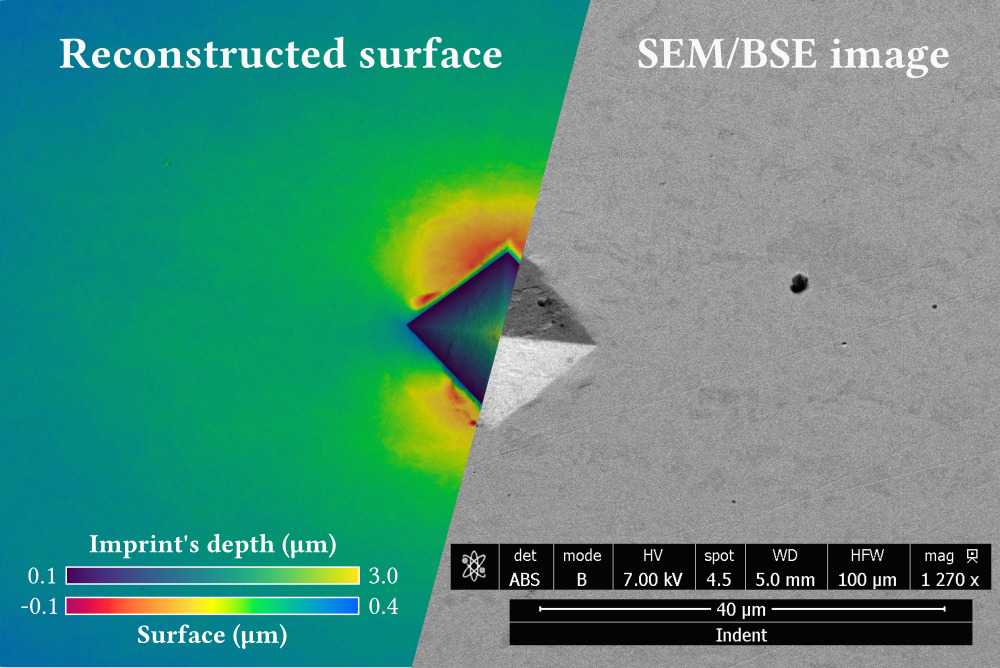 Reconstructed surface
SEM/BSE image
Imprint's depth (µm)
0.1 3.0
-0.1 0.4
Surface (µm)
det mode HV spot WD HFW mag
ABS B 7.00 kV 4.5 5.0 mm 100 µm 1 270 x
40 µm
Indent